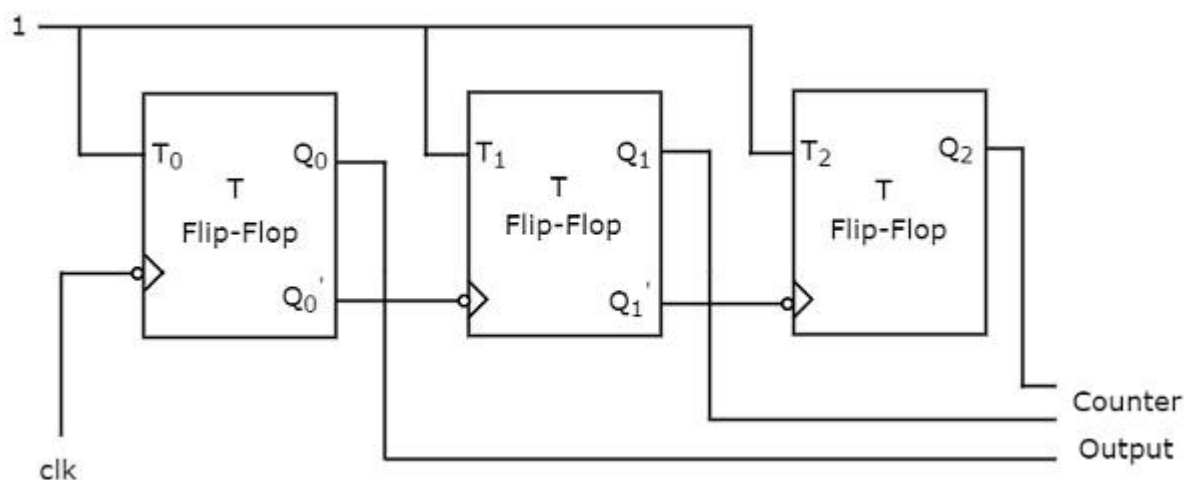 1
T₀
Q₀
T
Flip-Flop
Q₀'
T₁
Q₁
T
Flip-Flop
Q₁'
T₂
Q₂
T
Flip-Flop
clk
Counter
Output